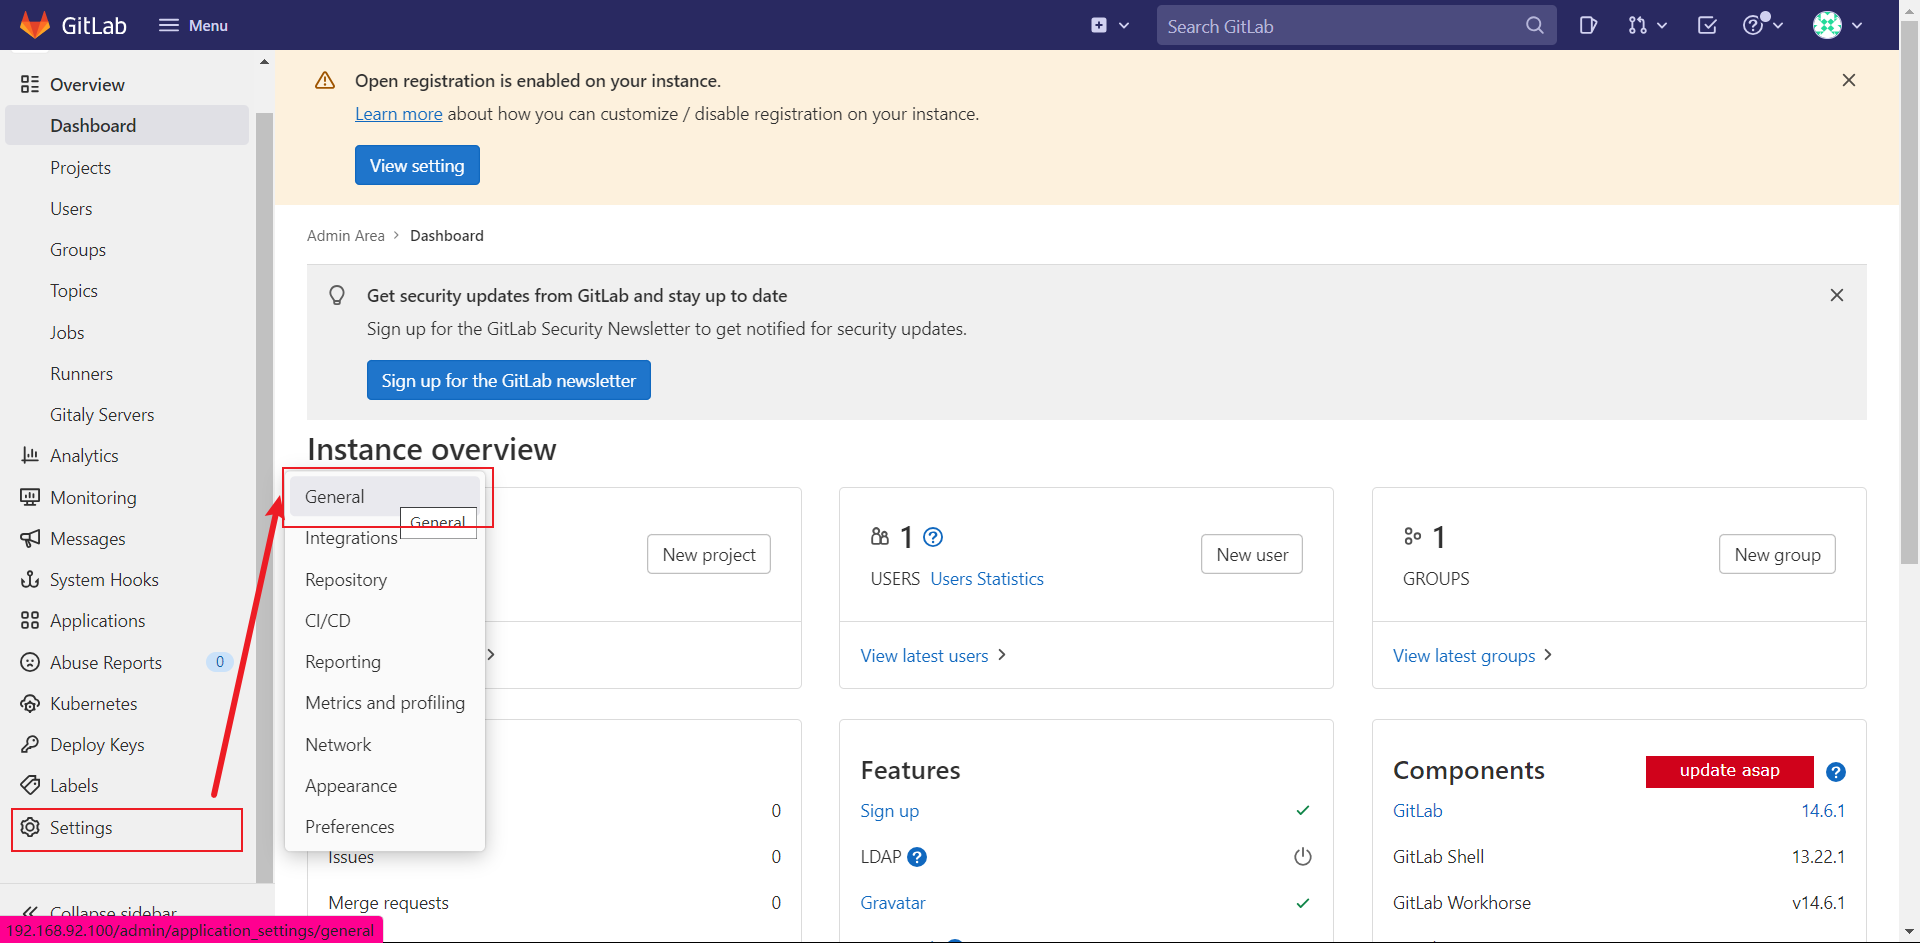 GitLab
Menu
Search GitLab
Overview
Dashboard
Projects
Users
Groups
Topics
Jobs
Runners
Gitaly Servers
Analytics
Monitoring
Messages
System Hooks
Applications
Abuse Reports 0
Kubernetes
Deploy Keys
Labels
Settings
Collapse sidebar
192.168.92.100/admin/application_settings/general
Open registration is enabled on your instance.
Learn more about how you can customize / disable registration on your instance.
View setting
Admin Area > Dashboard
Get security updates from GitLab and stay up to date
Sign up for the GitLab Security Newsletter to get notified for security updates.
Sign up for the GitLab newsletter
Instance overview
General
General
Integrations
Repository
CI/CD
Reporting
Metrics and profiling
Network
Appearance
Preferences
New project
1
USERS Users Statistics
New user
View latest users
1
GROUPS
New group
View latest groups
0
Issues 0
Merge requests 0
Features
Sign up
LDAP
Gravatar
Components update asap
GitLab 14.6.1
GitLab Shell 13.22.1
GitLab Workhorse v14.6.1